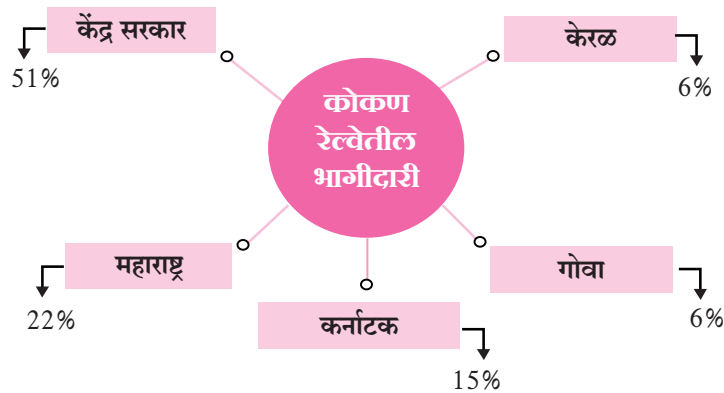 केंद्र सरकार
51%
केरळ
6%
कोकण
रेल्वेतील
भागीदारी
महाराष्ट्र
22%
गोवा
6%
कर्नाटक
15%